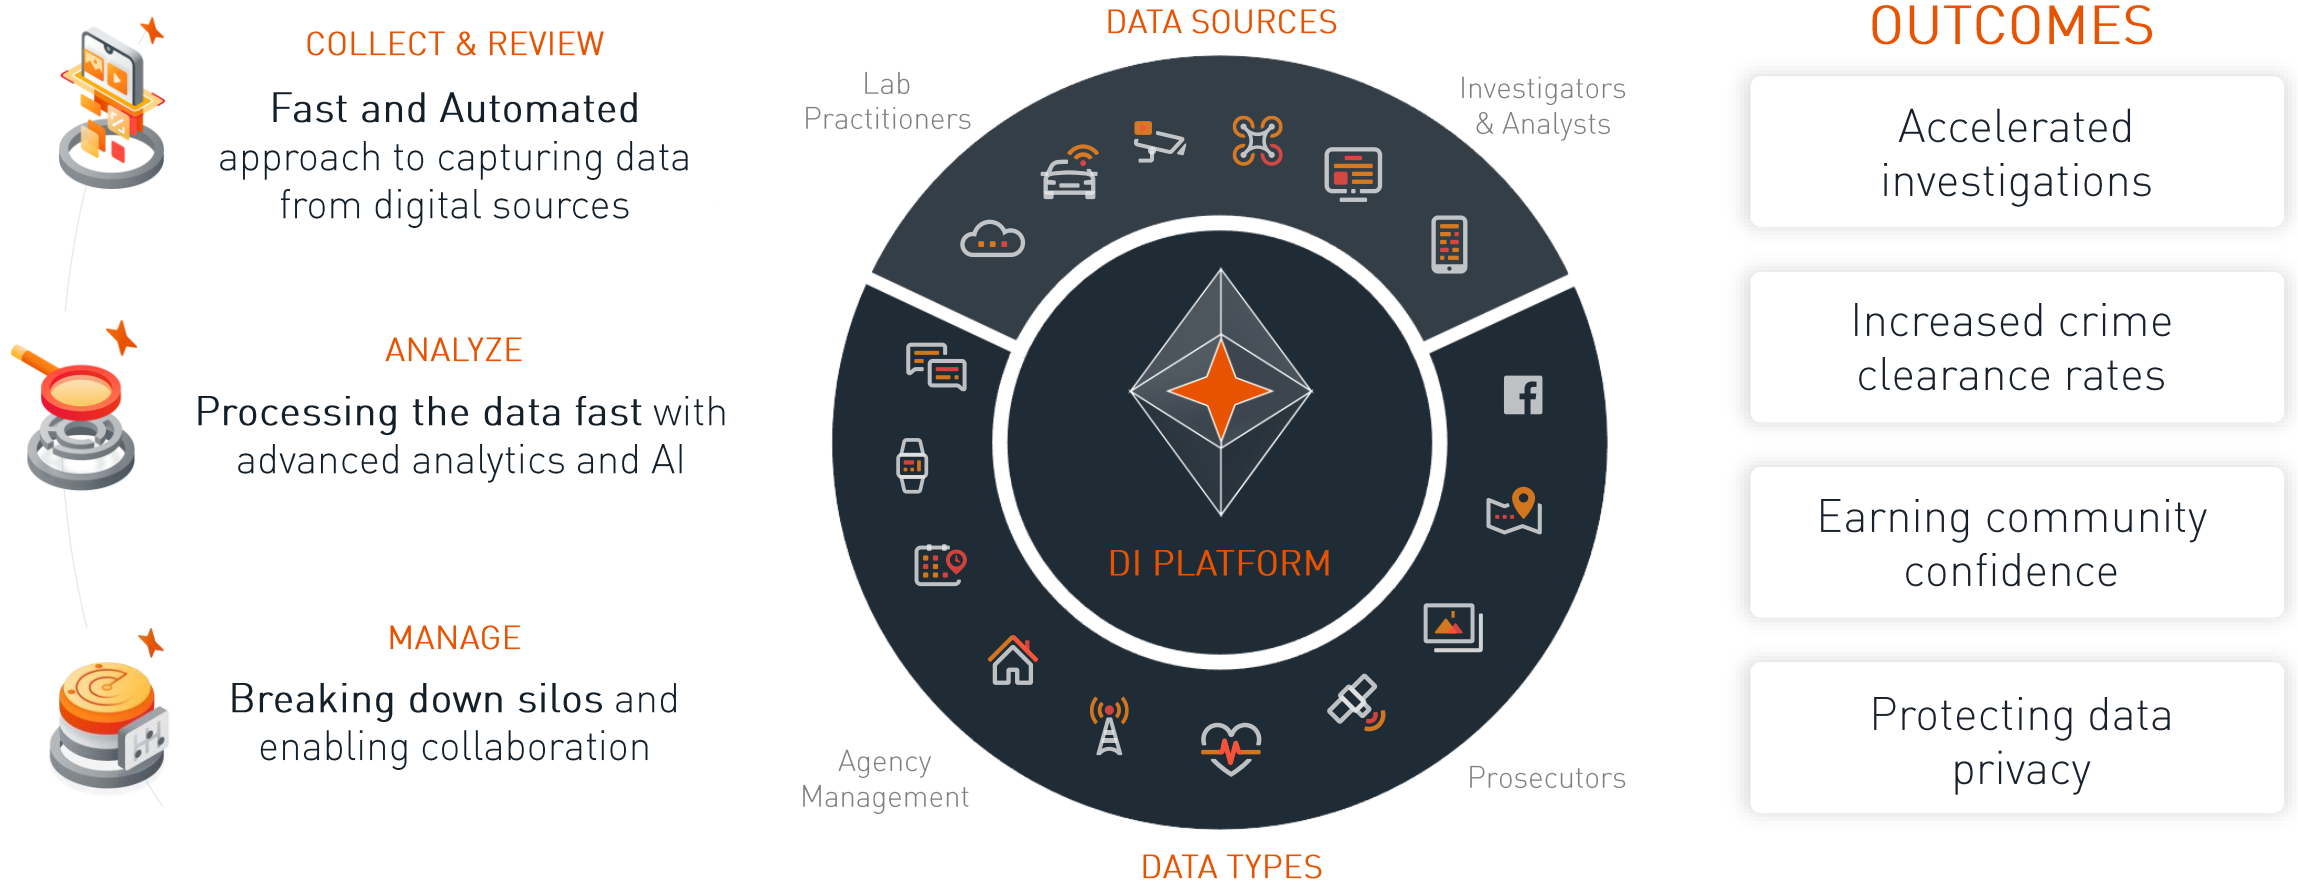 COLLECT & REVIEW
Fast and Automated
approach to capturing data
from digital sources
ANALYZE
Processing the data fast with
advanced analytics and AI
MANAGE
Breaking down silos and
enabling collaboration
DATA SOURCES
Lab
Practitioners
Investigators
& Analysts
DI PLATFORM
Agency
Management
Prosecutors
DATA TYPES
OUTCOMES
Accelerated
investigations
Increased crime
clearance rates
Earning community
confidence
Protecting data
privacy